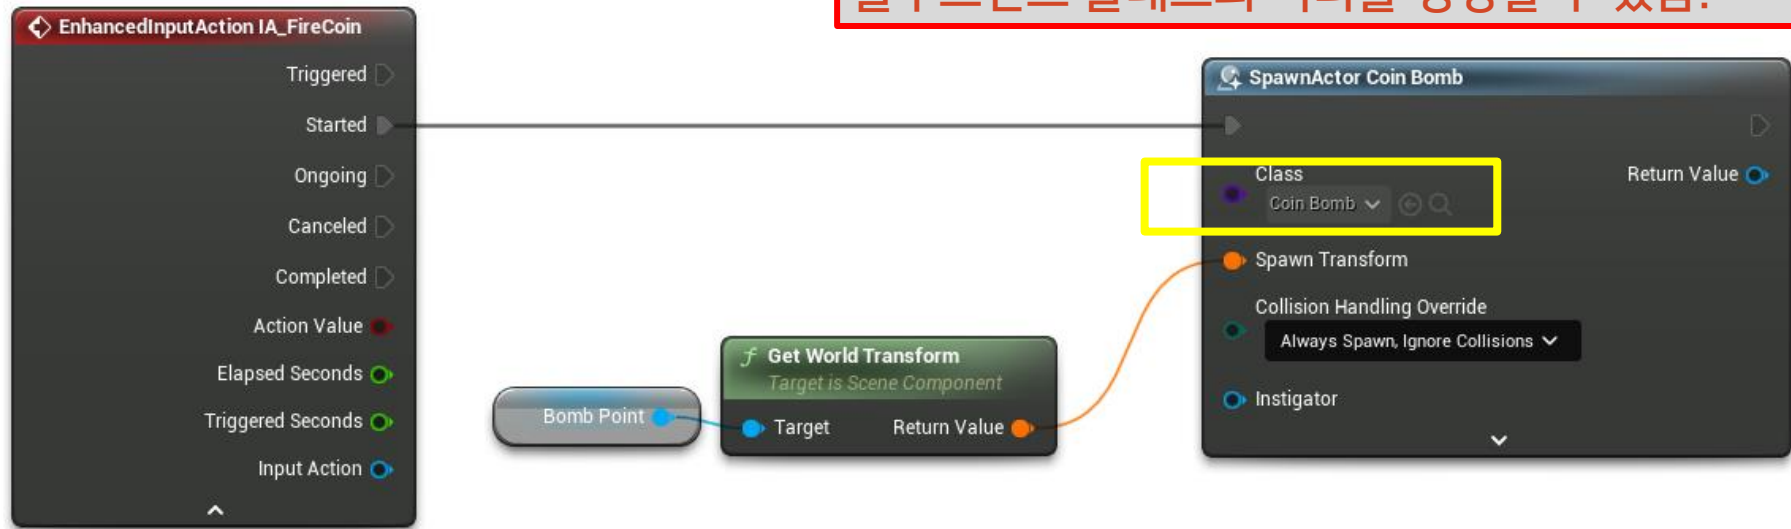 EnhancedInputAction IA_FireCoin
Triggered
Started
Ongoing
Canceled
Completed
Action Value
Elapsed Seconds
Triggered Seconds
Input Action
Bomb Point
Get World Transform
Target is Scene Component
Target
Return Value
SpawnActor Coin Bomb
Class
Coin Bomb
Return Value
Spawn Transform
Collision Handling Override
Always Spawn, Ignore Collisions
Instigator